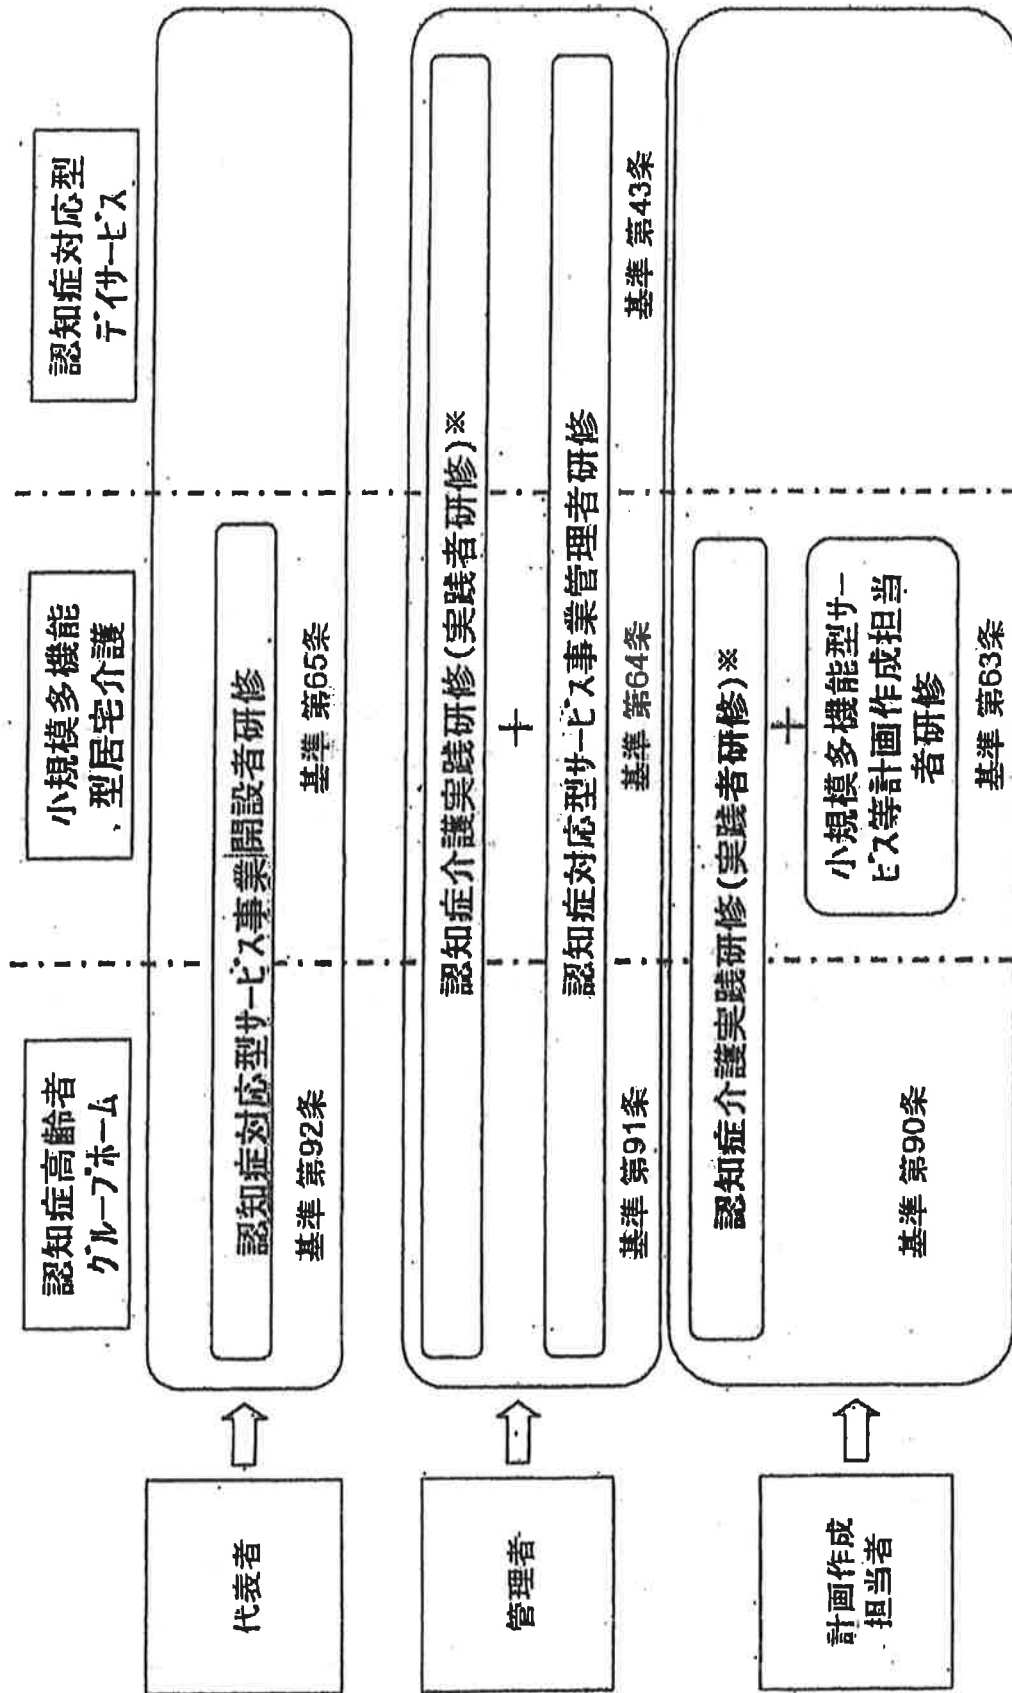 認知症高齢者
グループホーム
小規模多機能
型居宅介護
認知症対応型
デイサービス
代表者
認知症対応型サービス事業開設者研修
基準 第92条
基準 第65条
管理者
認知症介護実践研修(実践者研修)※
＋
認知症対応型サービス事業管理者研修
基準 第91条
基準 第64条
基準 第43条
計画作成
担当者
認知症介護実践研修(実践者研修)※
＋
小規模多機能型サー
ビス等計画作成担当
者研修
基準 第90条
基準 第63条